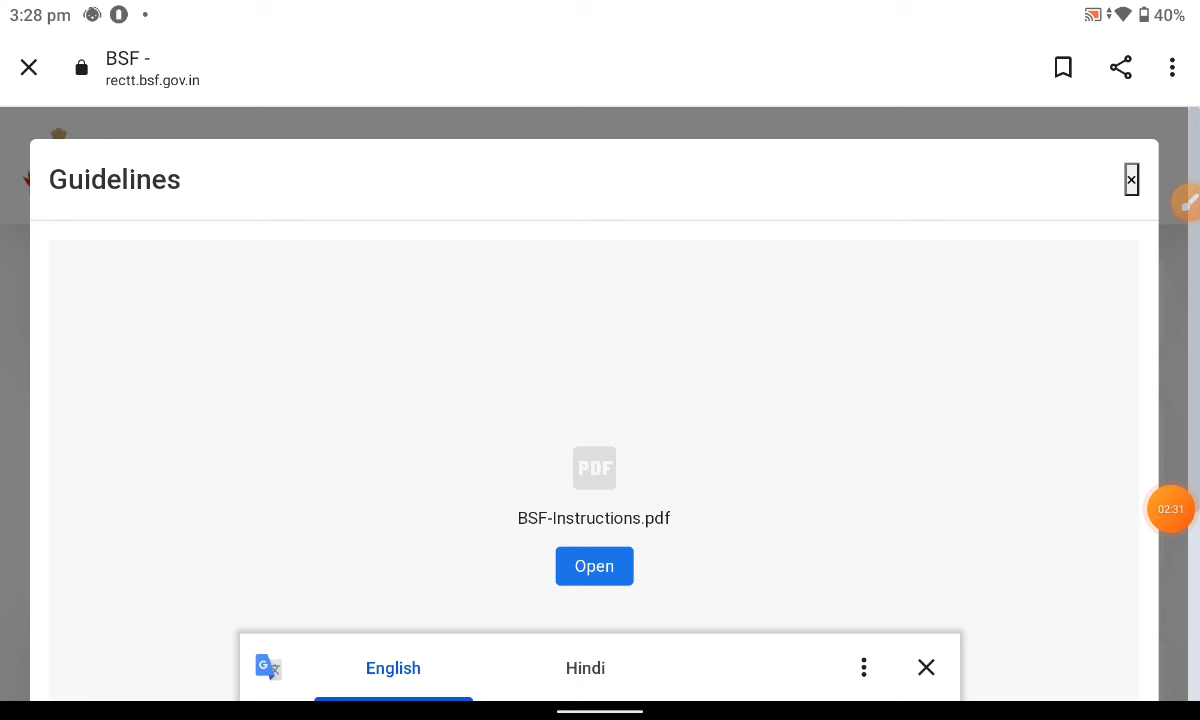 3:28 pm
40%
BSF -
rectt.bsf.gov.in
Guidelines
×
PDF
BSF-Instructions.pdf
02:31
Open
English Hindi